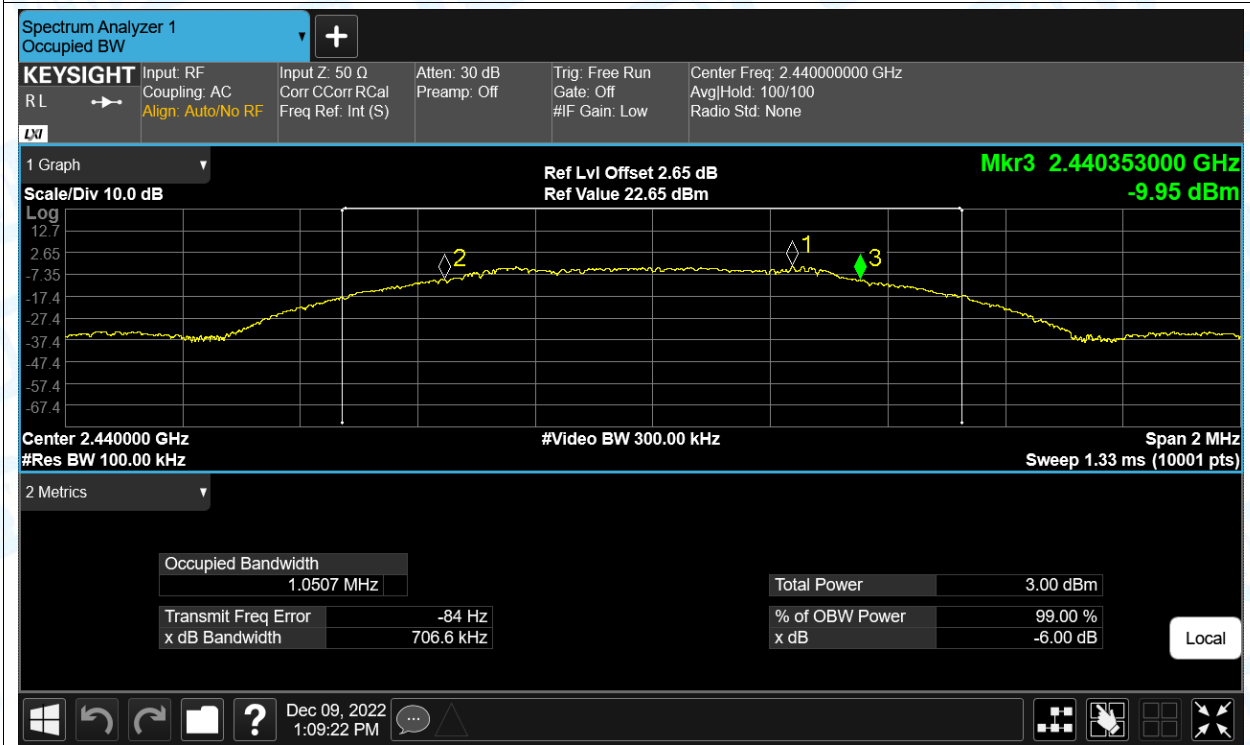 Spectrum Analyzer 1
Occupied BW
KEYSIGHT
R L
LXI
Input: RF
Coupling: AC
Align: Auto/No RF
Input Z: 50 Ω
Corr CCorr RCal
Freq Ref: Int (S)
Atten: 30 dB
Preamp: Off
Trig: Free Run
Gate: Off
#IF Gain: Low
Center Freq: 2.440000000 GHz
Avg|Hold: 100/100
Radio Std: None
1 Graph
Scale/Div 10.0 dB
Ref Lvl Offset 2.65 dB
Ref Value 22.65 dBm
Mkr3 2.440353000 GHz
-9.95 dBm
Log
12.7
2.65
-7.35
-17.4
-27.4
-37.4
-47.4
-57.4
-67.4
2
1
3
Center 2.440000 GHz
#Video BW 300.00 kHz
Span 2 MHz
#Res BW 100.00 kHz
Sweep 1.33 ms (10001 pts)
2 Metrics
Occupied Bandwidth
1.0507 MHz
Total Power 3.00 dBm
Transmit Freq Error -84 Hz
% of OBW Power 99.00 %
x dB Bandwidth 706.6 kHz
x dB -6.00 dB
Local
?
Dec 09, 2022
1:09:22 PM